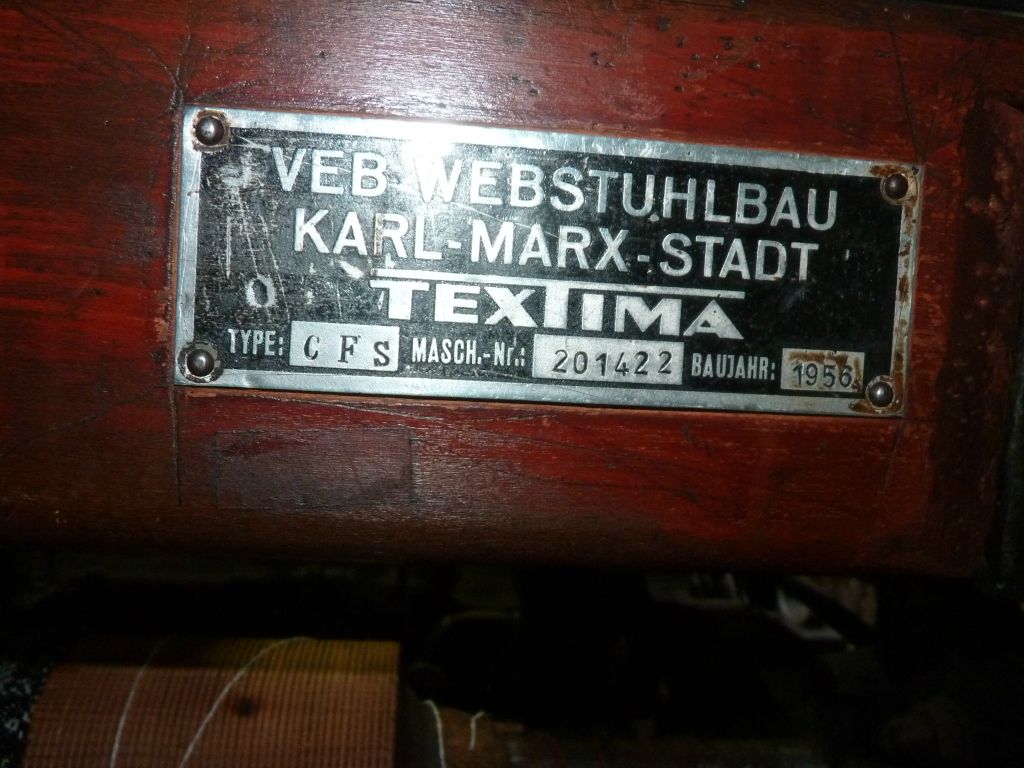 VEB WEBSTUHLBAU
KARL-MARX-STADT
TEXTIMA
TYPE: CFS MASCH.-Nr.: 201422 BAUJAHR: 1956